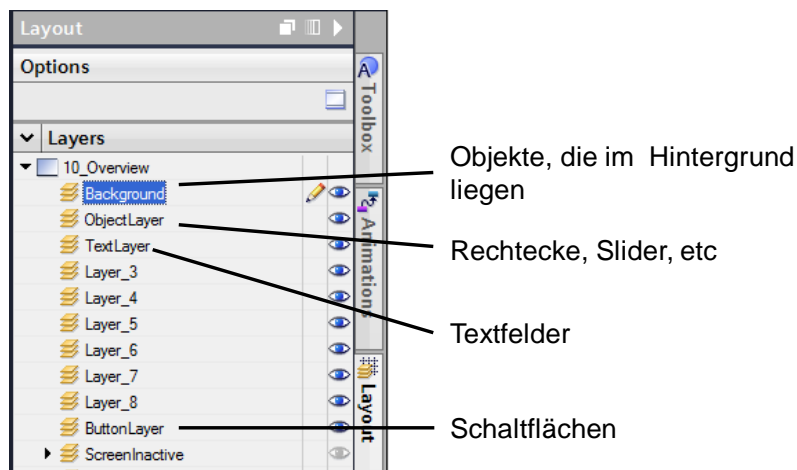 Layout
Options
Toolbox
Layers
10_Overview
Background
ObjectLayer
TextLayer
Layer_3
Layer_4
Layer_5
Layer_6
Layer_7
Layer_8
ButtonLayer
ScreenInactive
Animations
Layout
Objekte, die im Hintergrund
liegen
Rechtecke, Slider, etc
Textfelder
Schaltflächen